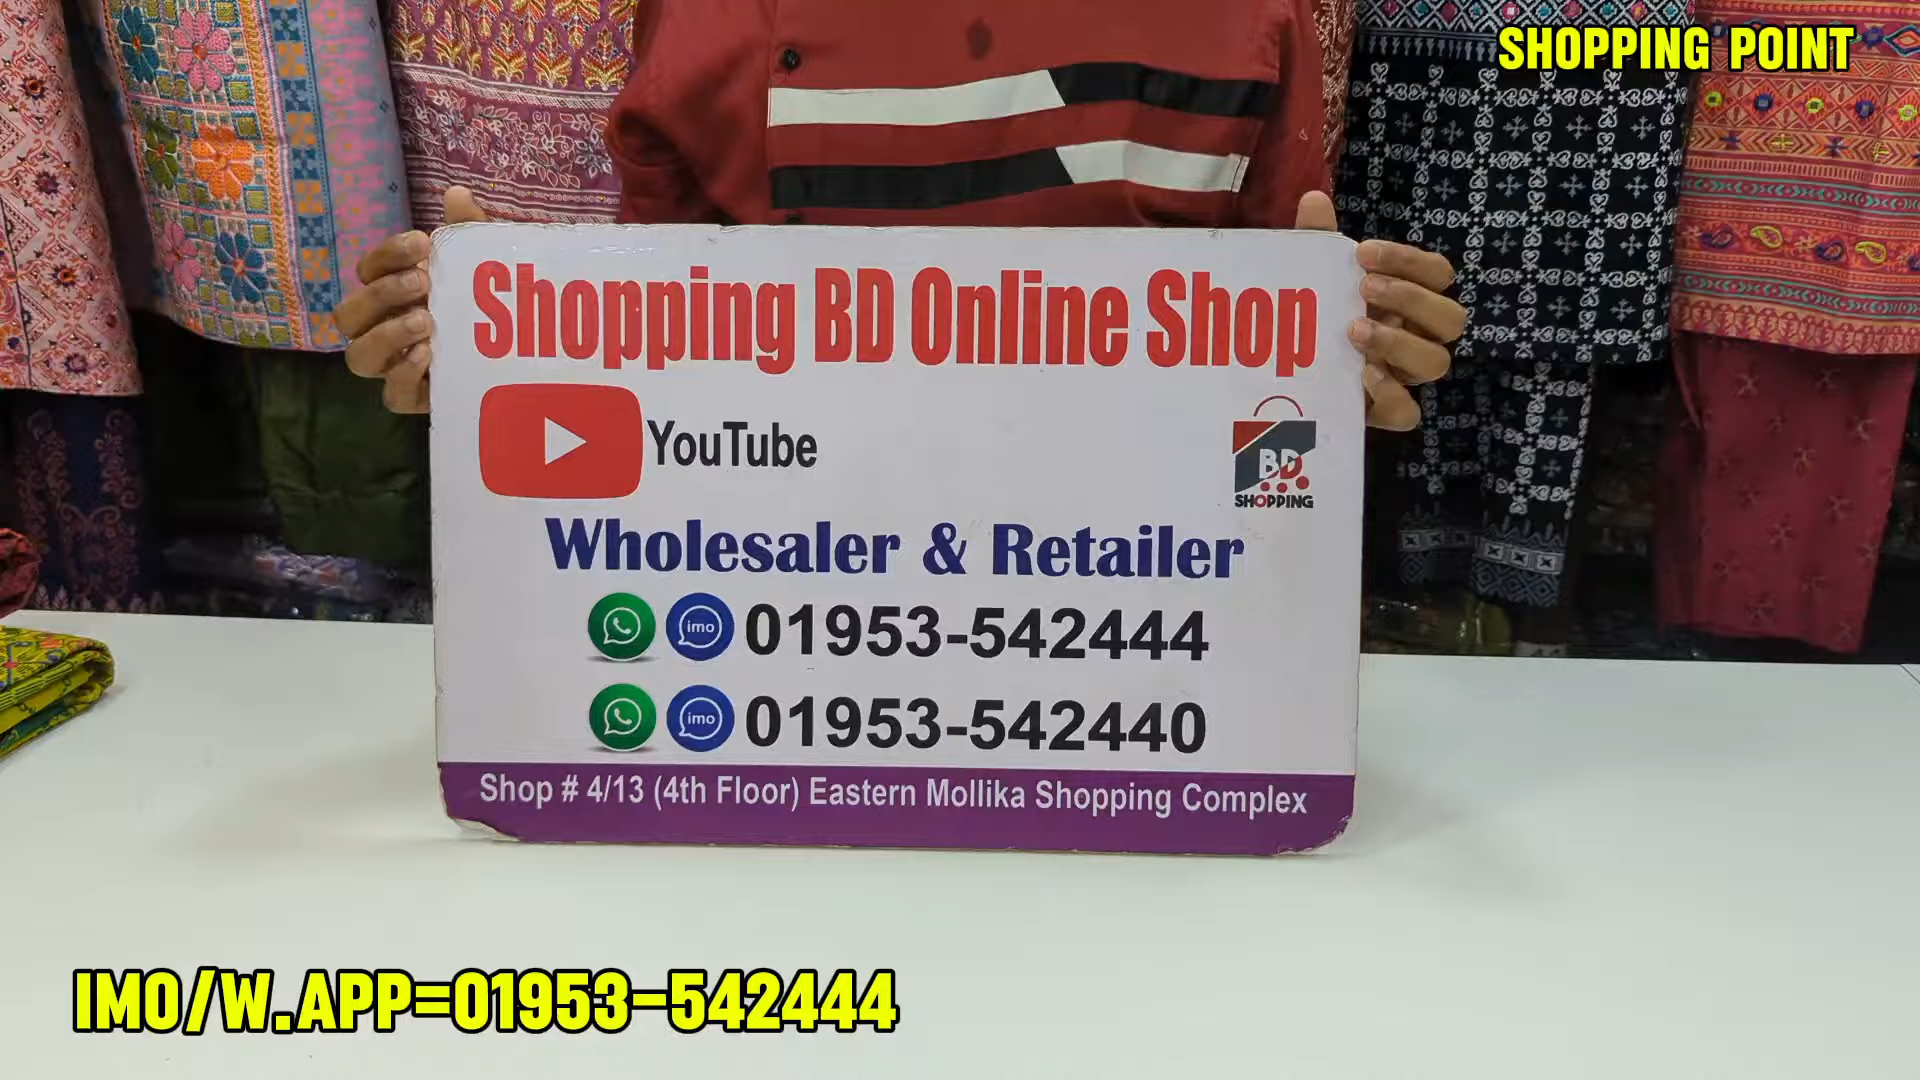 SHOPPING POINT
Shopping BD Online Shop
YouTube
BD
SHOPPING
Wholesaler & Retailer
imo 01953-542444
imo 01953-542440
Shop # 4/13 (4th Floor) Eastern Mollika Shopping Complex
IMO/W.APP=01953-542444